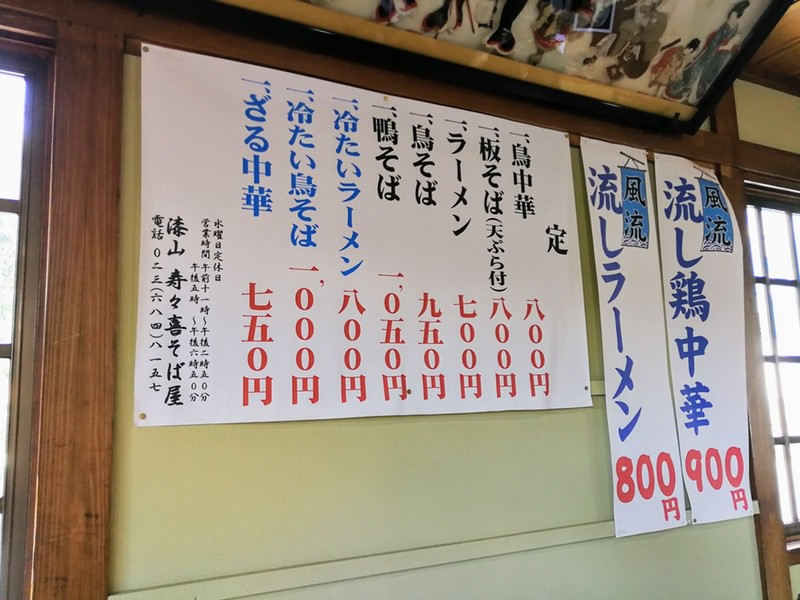 定
一、鳥中華　八〇〇円
一、板そば(天ぷら付)　八〇〇円
一、ラーメン　七〇〇円
一、鳥そば　九五〇円
一、鴨そば　一、〇五〇円
一、冷たいラーメン　八〇〇円
一、冷たい鳥そば　一、〇〇〇円
一、ざる中華　七五〇円
水曜日定休日
営業時間 午前十一時〜午後二時五〇分
午後五時〜午後六時五〇分
漆山 寿々喜そば屋
電話 〇二三(六八四)八一五七
風流
流し鶏中華
900円
風流
流しラーメン
800円